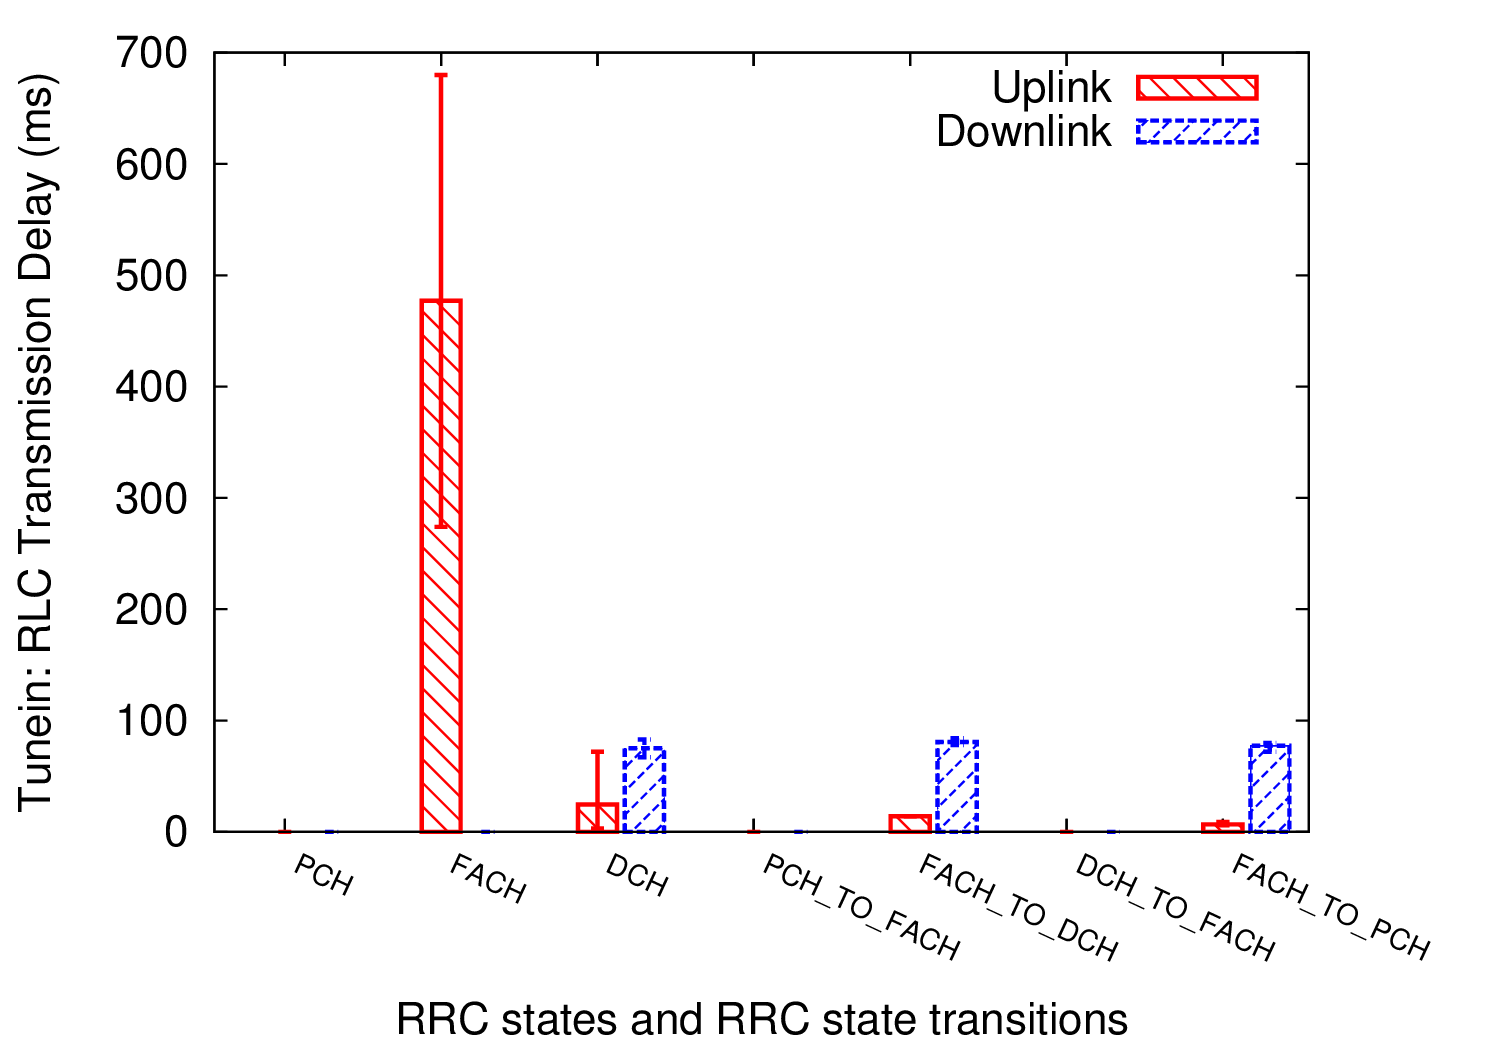 Tunein: RLC Transmission Delay (ms)
700
600
500
400
300
200
100
0
Uplink
Downlink
PCH
FACH
DCH
PCH_TO_FACH
FACH_TO_DCH
DCH_TO_FACH
FACH_TO_PCH
RRC states and RRC state transitions